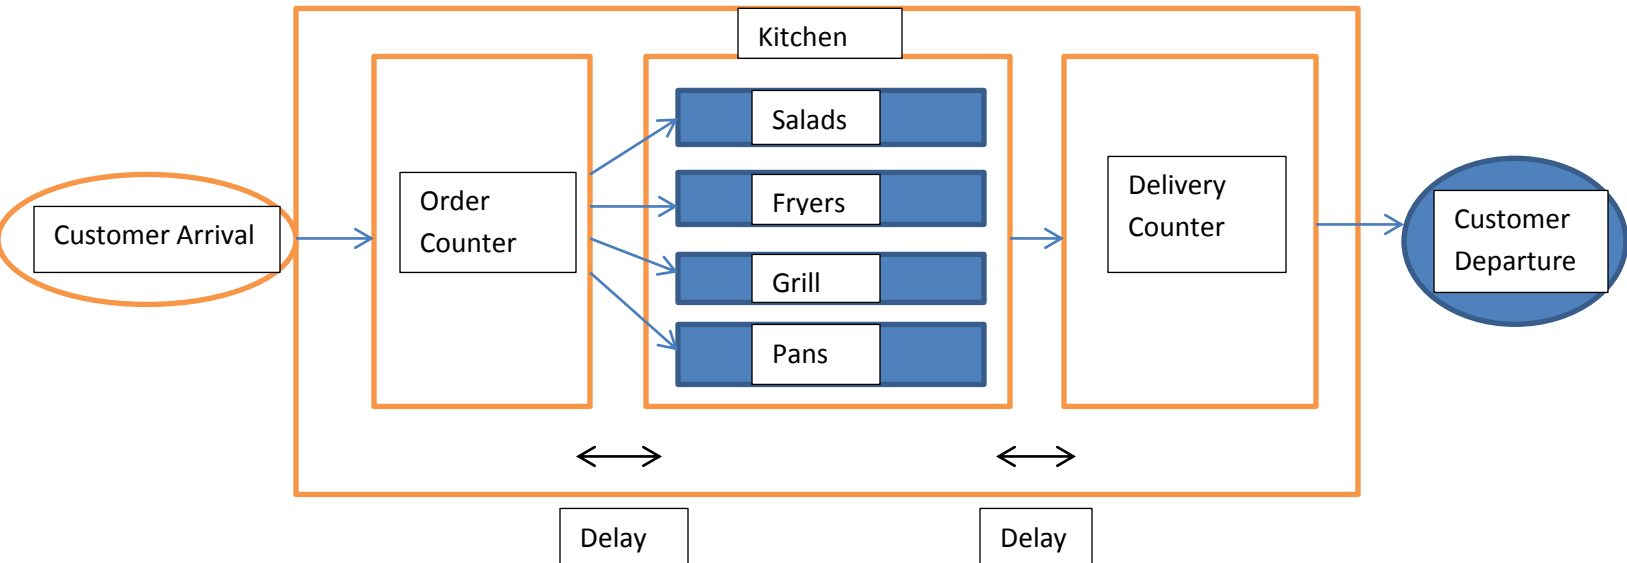 Kitchen
Customer Arrival
Order
Counter
Salads
Fryers
Grill
Pans
Delivery
Counter
Customer
Departure
Delay
Delay